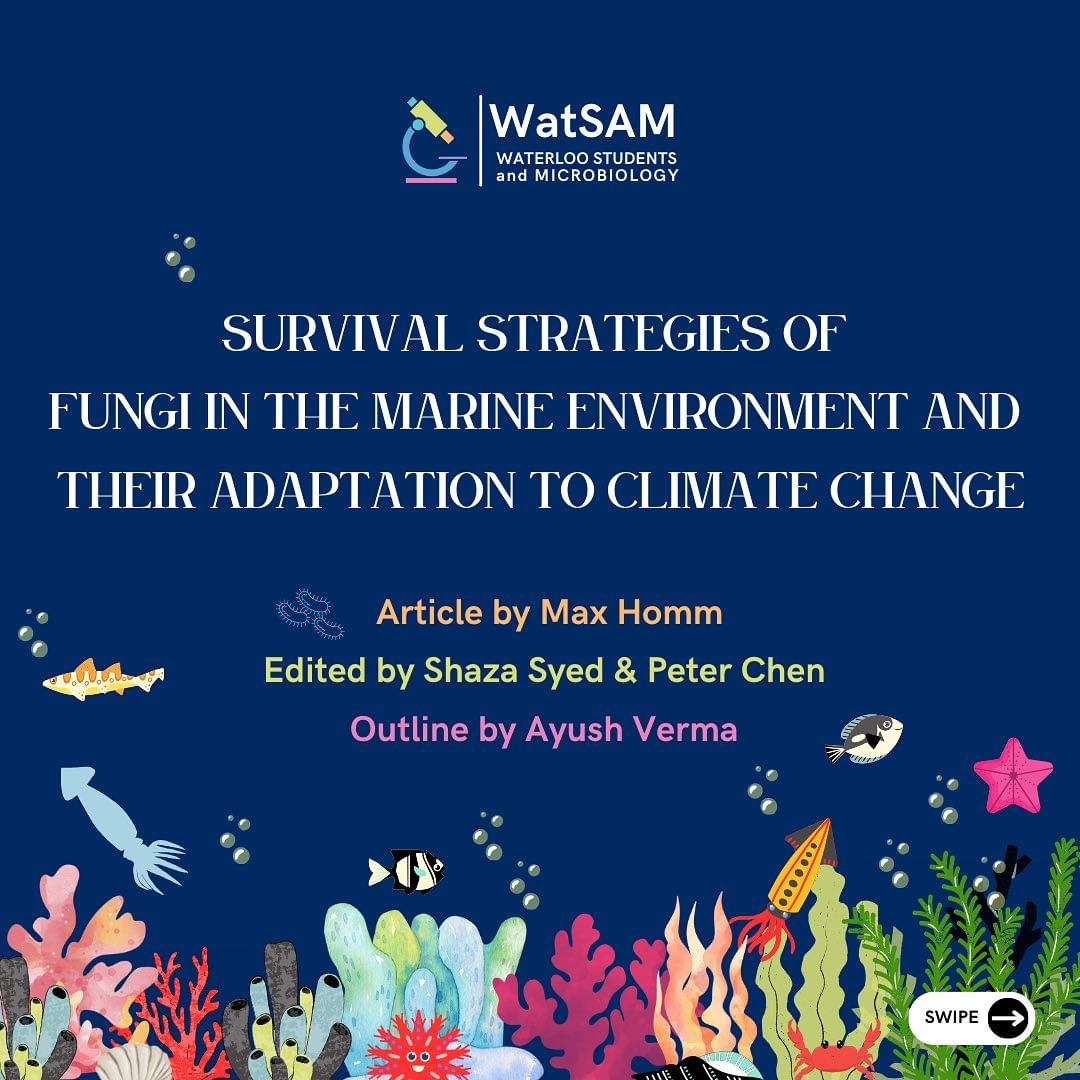 WatSAM
WATERLOO STUDENTS
and MICROBIOLOGY
SURVIVAL STRATEGIES OF
FUNGI IN THE MARINE ENVIRONMENT AND
THEIR ADAPTATION TO CLIMATE CHANGE
Article by Max Homm
Edited by Shaza Syed & Peter Chen
Outline by Ayush Verma
SWIPE